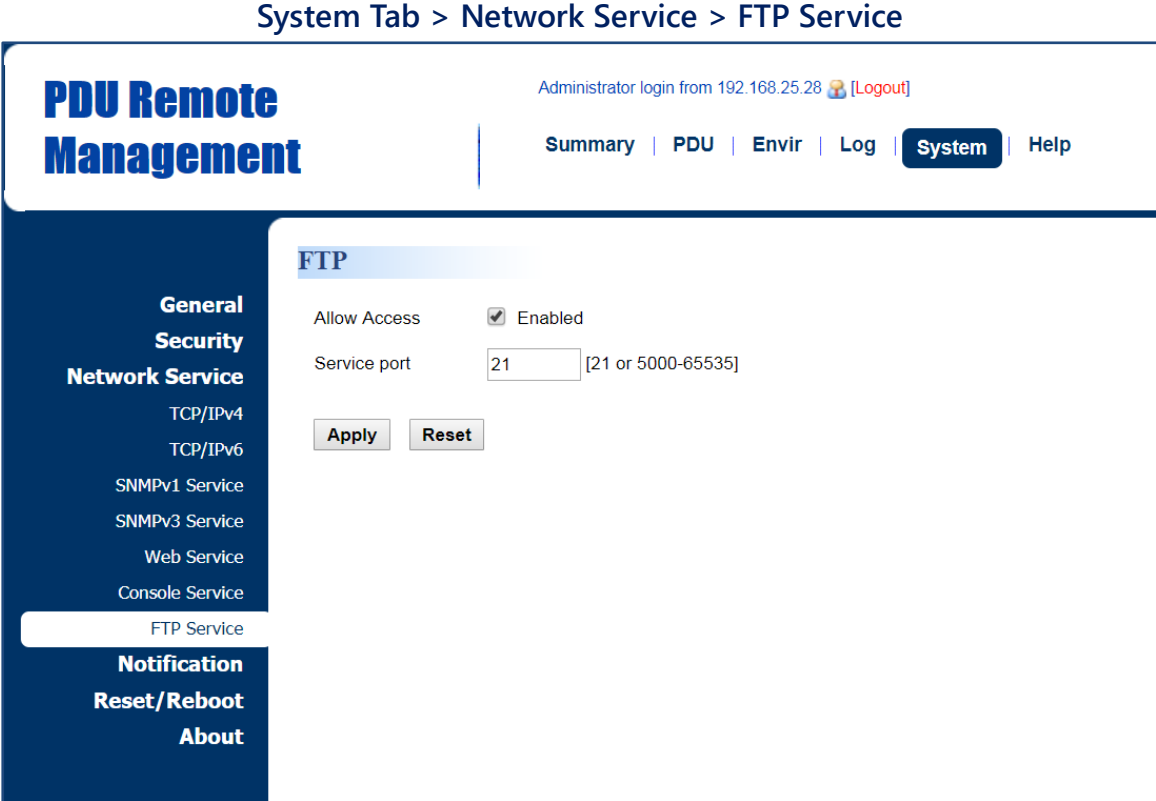 System Tab > Network Service > FTP Service
PDU Remote
Management
Administrator login from 192.168.25.28 [Logout]
Summary | PDU | Envir | Log | System | Help
General
Security
Network Service
TCP/IPv4
TCP/IPv6
SNMPv1 Service
SNMPv3 Service
Web Service
Console Service
FTP Service
Notification
Reset/Reboot
About
FTP
Allow Access Enabled
Service port 21 [21 or 5000-65535]
Apply Reset